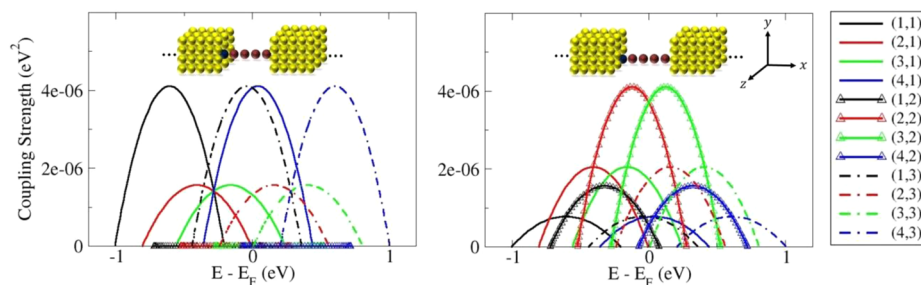 Coupling Strength (eV²)
4e-06
2e-06
0
-1
0
1
E - E_F (eV)
4e-06
2e-06
0
-1
0
1
E - E_F (eV)
y
x
z
(1,1)
(2,1)
(3,1)
(4,1)
(1,2)
(2,2)
(3,2)
(4,2)
(1,3)
(2,3)
(3,3)
(4,3)